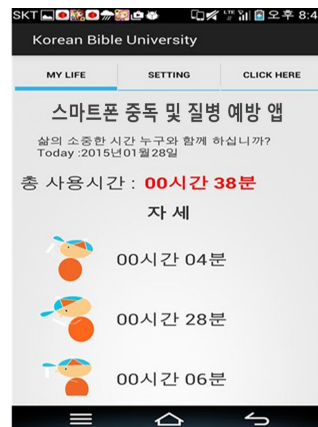 SKT LTE 오후 8:4
Korean Bible University
MY LIFE SETTING CLICK HERE
스마트폰 중독 및 질병 예방 앱
삶의 소중한 시간 누구와 함께 하십니까?
Today :2015년01월28일
총 사용시간 : 00시간 38분
자 세
00시간 04분
00시간 28분
00시간 06분